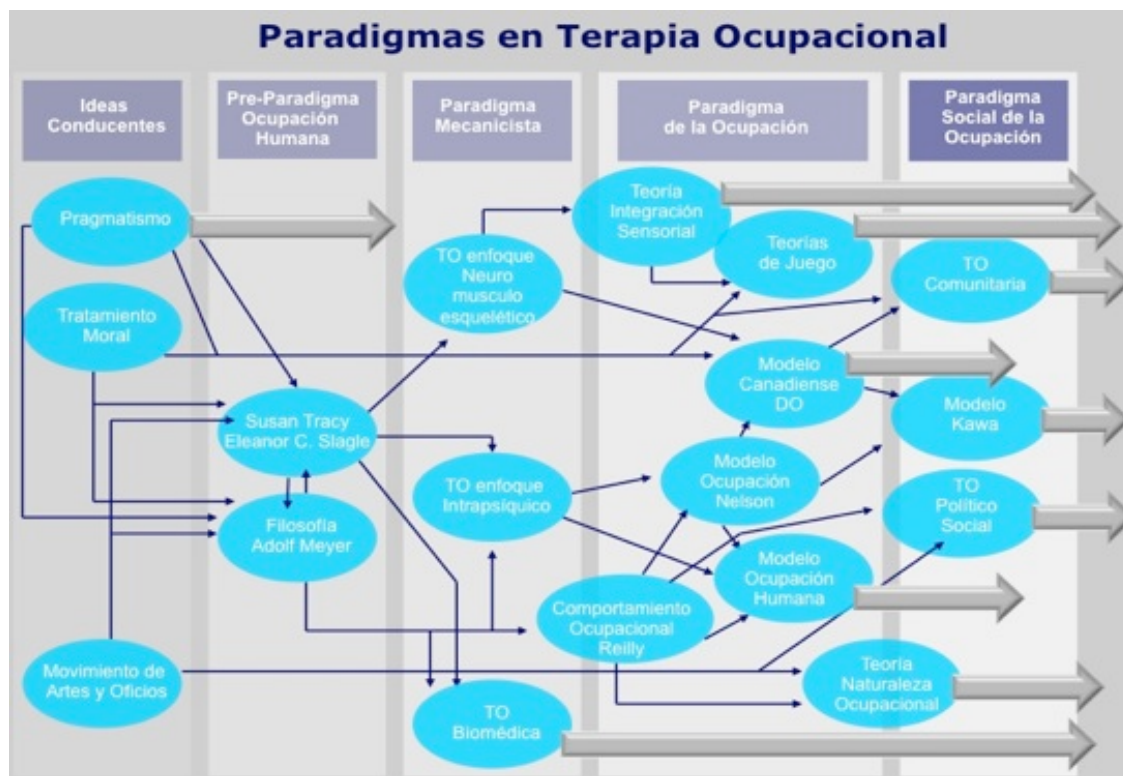 Paradigmas en Terapia Ocupacional
Ideas
Conducentes
Pre-Paradigma
Ocupación
Humana
Paradigma
Mecanicista
Paradigma
de la Ocupación
Paradigma
Social de la
Ocupación
Pragmatismo
Tratamiento
Moral
Movimiento de
Artes y Oficios
Susan Tracy
Eleanor C. Slagle
Filosofía
Adolf Meyer
TO enfoque
Neuro
musculo
esquelético
TO enfoque
Intrapsíquico
TO
Biomédica
Teoría
Integración
Sensorial
Teorías
de Juego
Modelo
Canadiense
DO
Modelo
Ocupación
Nelson
Modelo
Ocupación
Humana
Comportamiento
Ocupacional
Reilly
Teoría
Naturaleza
Ocupacional
TO
Comunitaria
Modelo
Kawa
TO
Político
Social